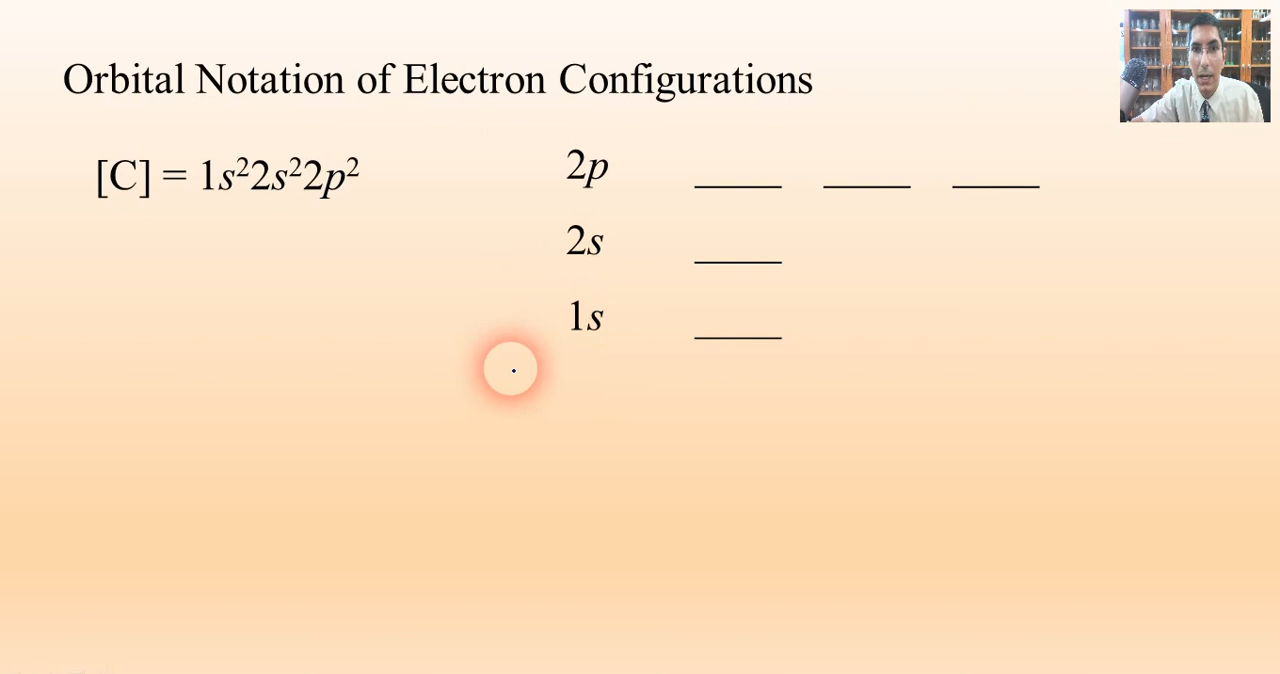 Orbital Notation of Electron Configurations
[C] = 1s²2s²2p²
2p
2s
1s